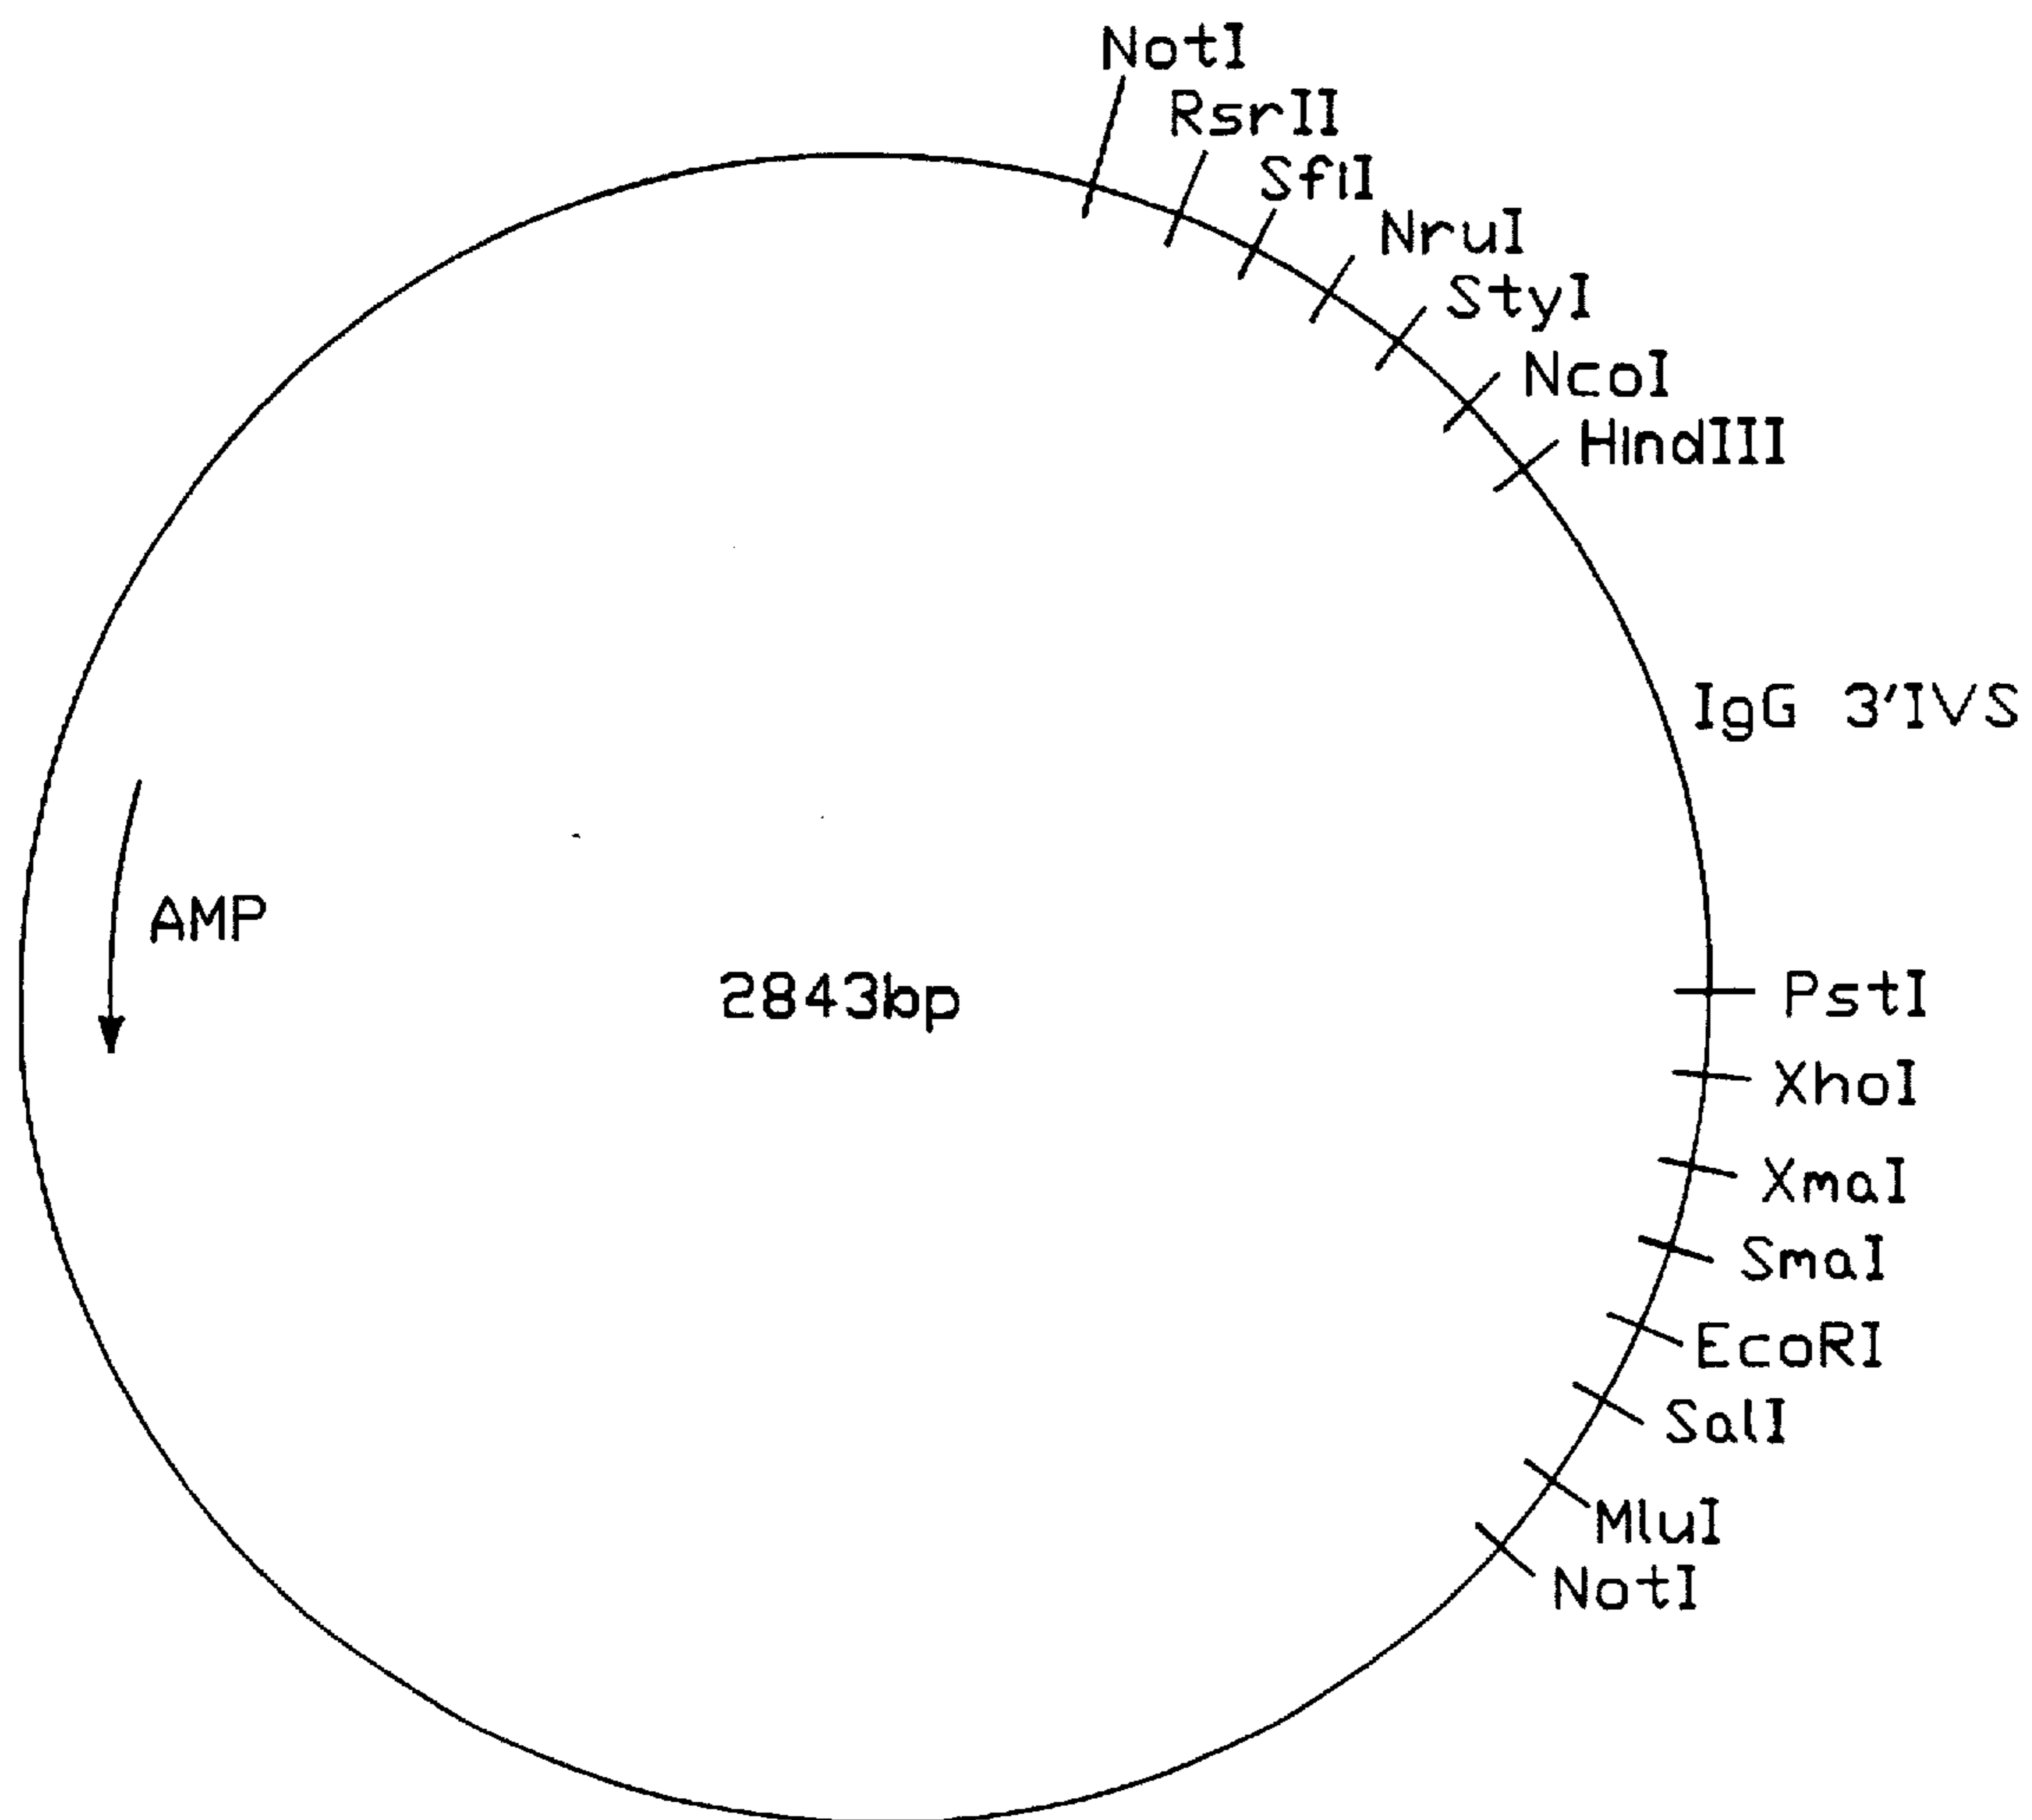 NotI
RsrII
SfiI
NruI
StyI
NcoI
HindIII
IgG 3'IVS
AMP
2843bp
PstI
XhoI
XmaI
SmaI
EcoRI
SalI
MluI
NotI